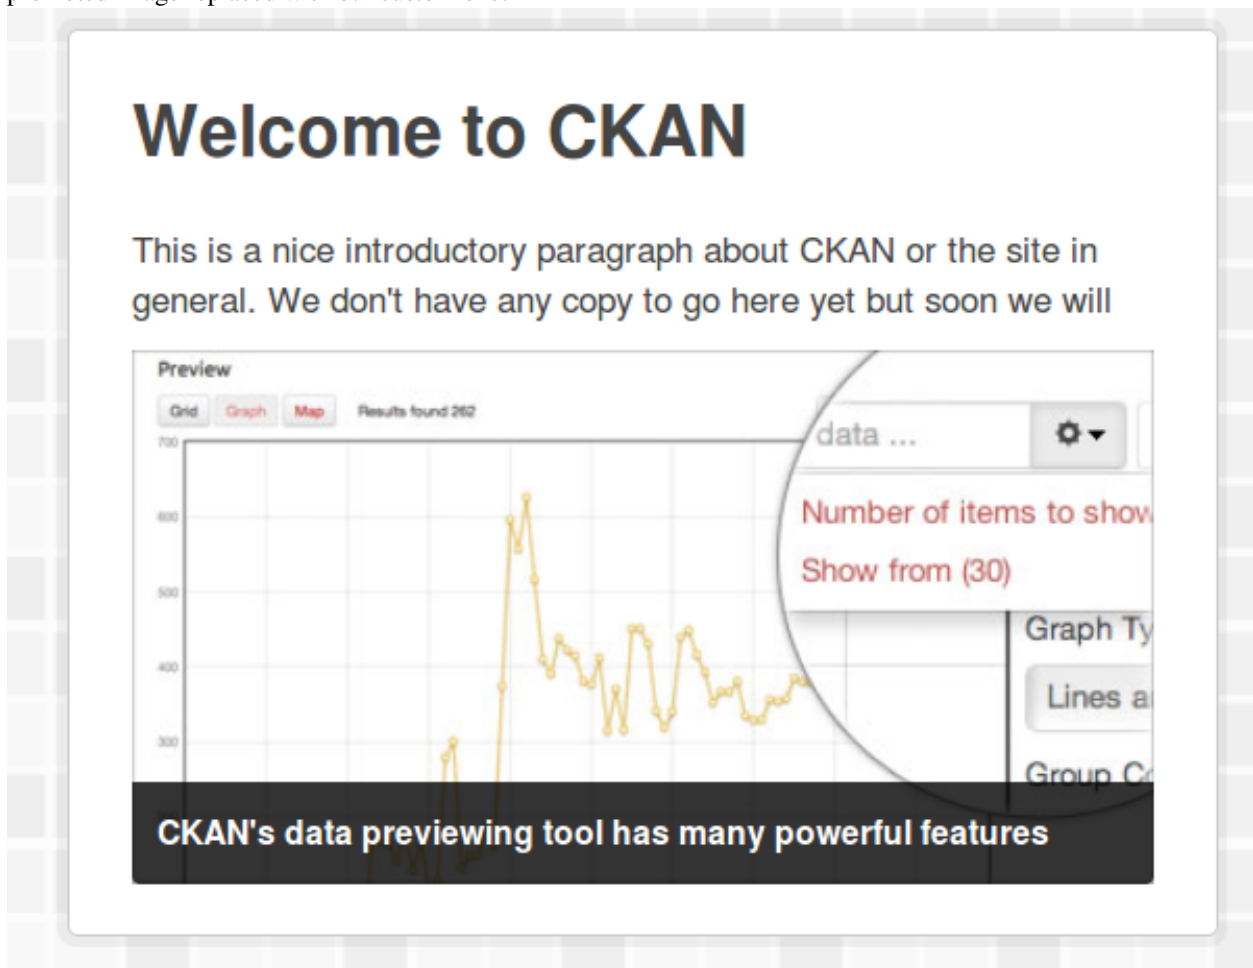 Welcome to CKAN
This is a nice introductory paragraph about CKAN or the site in
general. We don't have any copy to go here yet but soon we will
Preview
Grid Graph Map Results found 262
data ...
700
Number of items to show
600
Show from (30)
500
Graph Ty
400
Lines a
300
Group Co
CKAN's data previewing tool has many powerful features